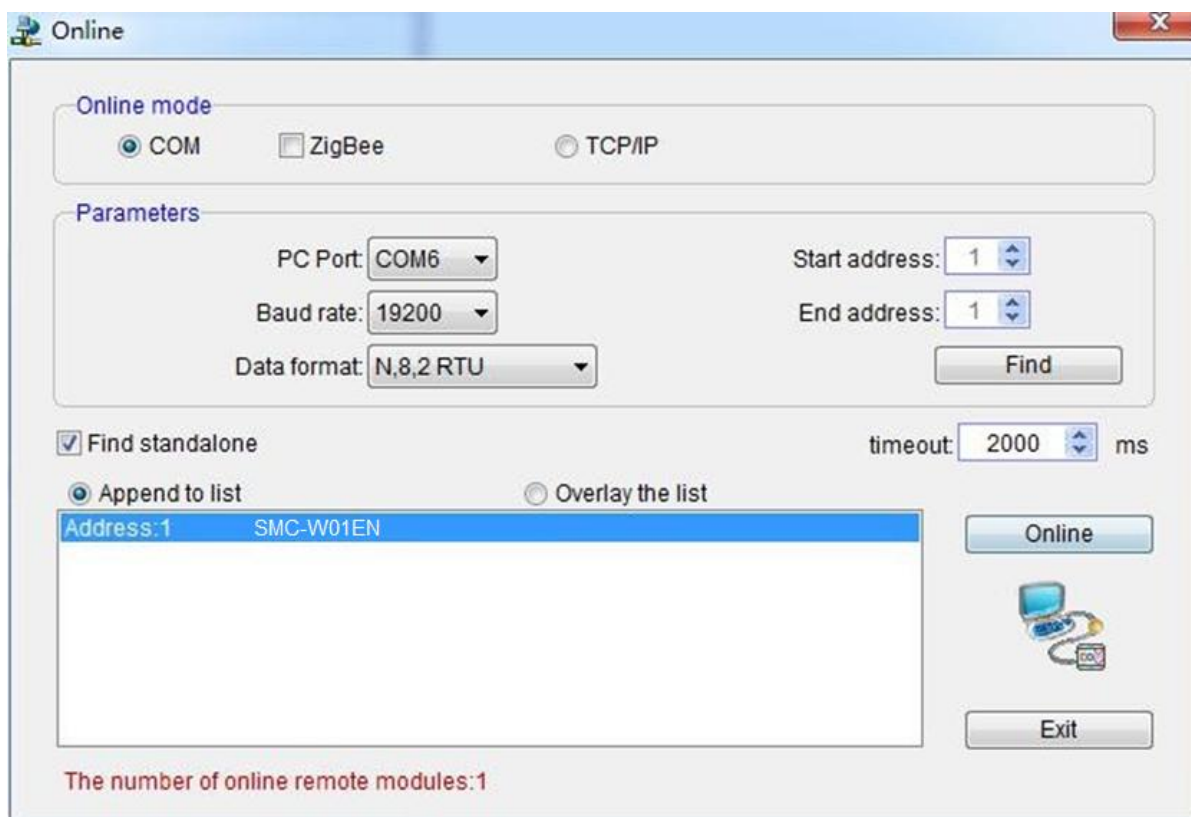 Online
Online mode
COM ZigBee TCP/IP
Parameters
PC Port: COM6 Start address: 1
Baud rate: 19200 End address: 1
Data format: N,8,2 RTU Find
Find standalone timeout: 2000 ms
Append to list Overlay the list
Address:1 SMC-W01EN
Online
Exit
The number of online remote modules:1